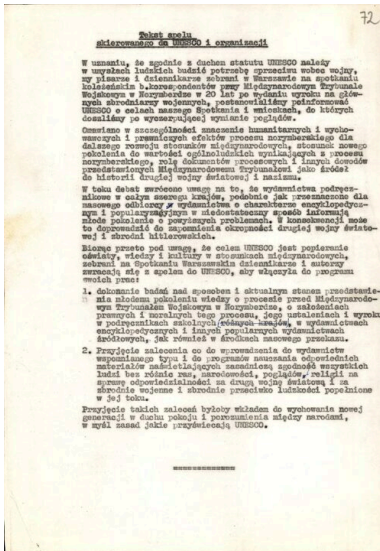 72
Tekst apelu
skierowanego do UNESCO i organizacji
W uznaniu, że zgodnie z duchem statutu UNESCO należy
w umysłach ludzkich budzić potrzebę sprzeciwu wobec wojny,
my pisarze i dziennikarze zebrani w Warszawie na spotkaniu
koleżeńskim b.korespondentów przy Międzynarodowym Trybunale
Wojskowym w Norymberdze w 20 lat po wydaniu wyroku na głów-
nych zbrodniarzy wojennych, postanowiliśmy poinformować
UNESCO o celach naszego Spotkania i wnioskach, do których
doszliśmy po wyczerpującej wymianie poglądów.
Omawiano w szczególności znaczenie humanitarnych i wycho-
wawczych i prawniczych efektów procesu norymberskiego dla
dalszego rozwoju stosunków międzynarodowych, stosunek nowego
pokolenia do wartości ogólnoludzkich wynikających z procesu
norymberskiego, rolę dokumentów procesowych i innych dowodów
przedstawionych Międzynarodowemu Trybunałowi jako źródeł
do historii drugiej wojny światowej i nazizmu.
W toku debat zwrócono uwagę na to, że wydawnictwa podręcz-
nikowe w całym szeregu krajów, podobnie jak przeznaczone dla
masowego odbiorcy wydawnictwa o charakterze encyklopedycz-
nym i popularyzacyjnym w niedostateczny sposób informują
młode pokolenie o powyższych problemach. W konsekwencji może
to doprowadzić do zapomnienia okropności drugiej wojny świato-
wej i zbrodni hitlerowskich.
Biorąc przeto pod uwagę, że celem UNESCO jest popieranie
oświaty, wiedzy i kultury w stosunkach międzynarodowych,
zebrani na Spotkaniu Warszawskim dziennikarze i autorzy
zwracają się z apelem do UNESCO, aby włączyła do programu
swoich prac:
1. dokonanie badań nad sposobem i aktualnym stanem przedstawie-
nia młodemu pokoleniu wiedzy o procesie przed Międzynarodo-
wym Trybunałem Wojskowym w Norymberdze, o założeniach
prawnych i moralnych tego procesu, jego ustaleniach i wyroku
w podręcznikach szkolnych różnych krajów, w wydawnictwach
encyklopedycznych i innych popularnych wydawnictwach
źródłowych, jak również w środkach masowego przekazu.
2. Przyjęcie zalecenia co do wprowadzenia do wydawnictw
wspomnianego typu i do programów nauczania odpowiednich
materiałów naświetlających zasadniczą zgodność wszystkich
ludzi bez różnic ras, narodowości, poglądów, religii na
sprawę odpowiedzialności za drugą wojnę światową i za
zbrodnie wojenne i zbrodnie przeciwko ludzkości popełnione
w jej toku.
Przyjęcie takich zaleceń byłoby wkładem do wychowania nowej
generacji w duchu pokoju i porozumienia między narodami,
w myśl zasad jakie przyświecają UNESCO.
============